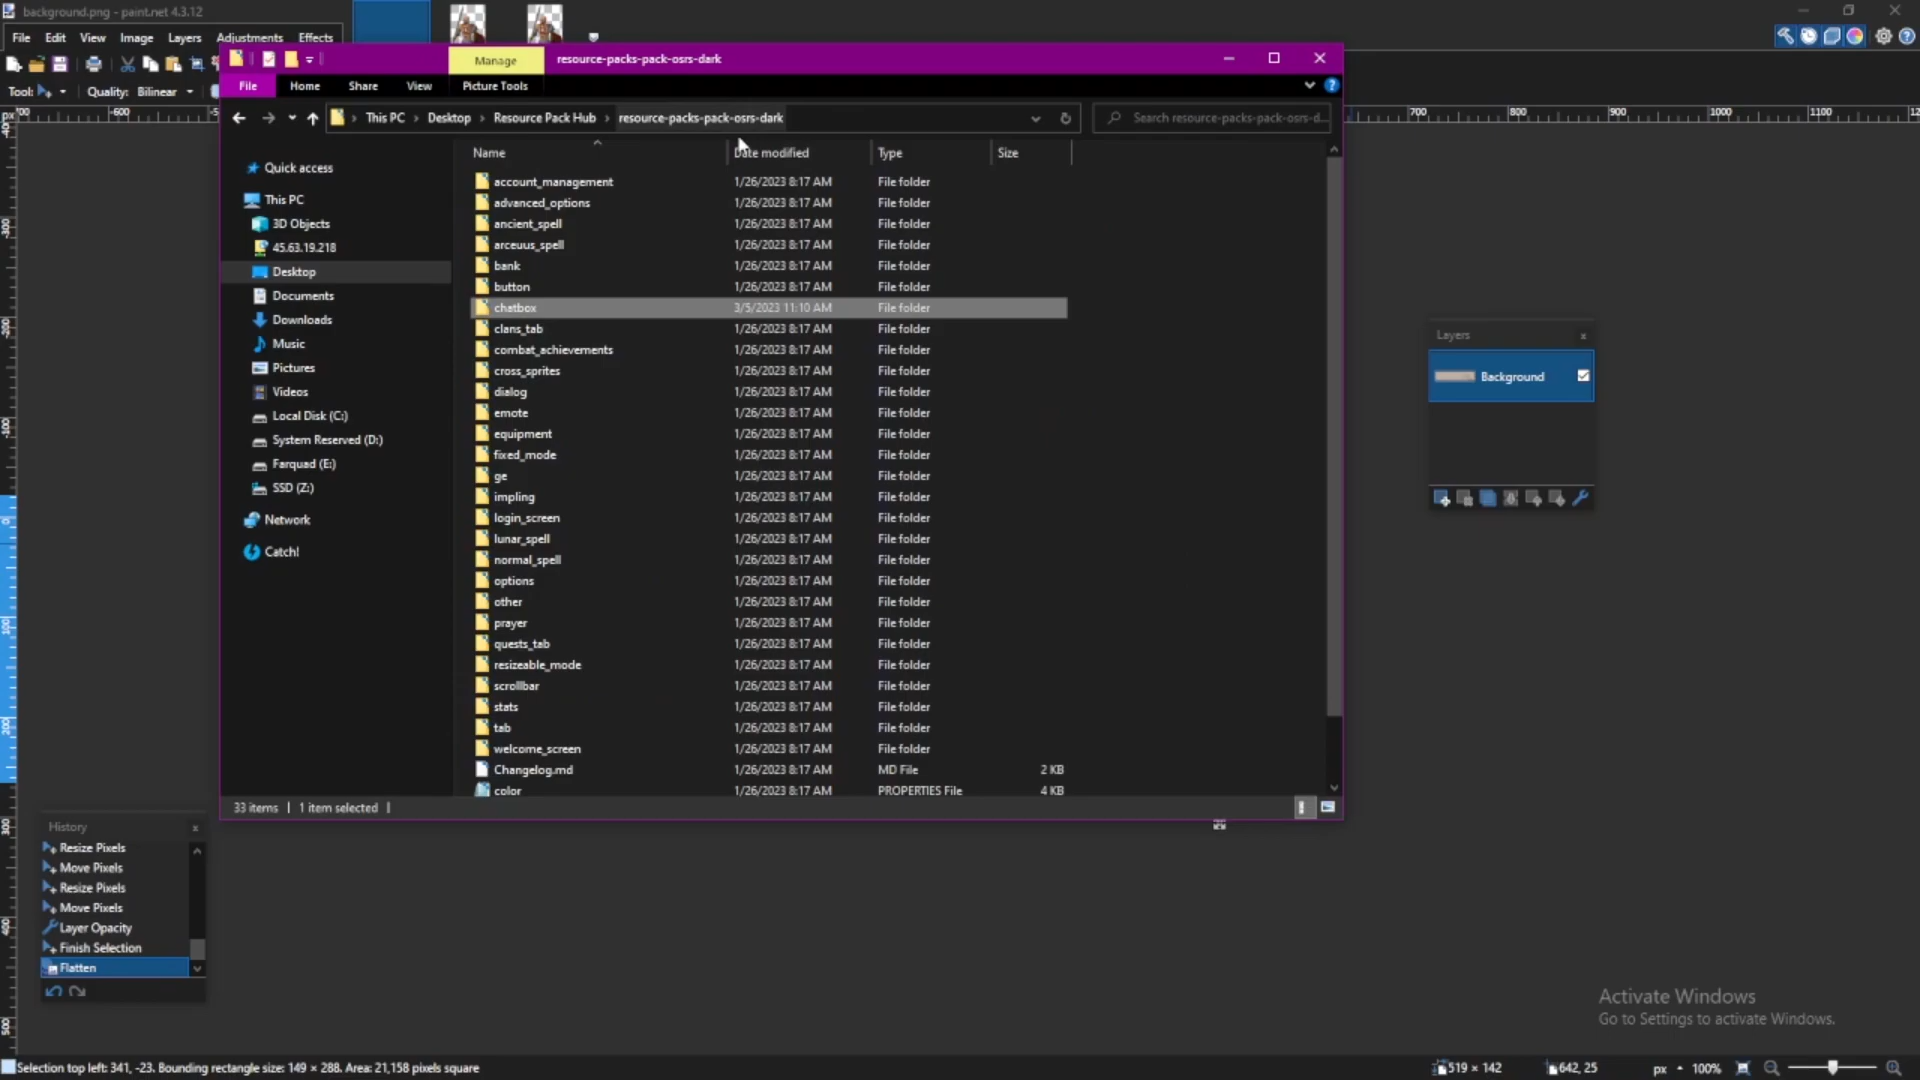 background.png - paint.net 4.3.12
File Edit View Image Layers Adjustments Effects
Tool: Quality: Bilinear
Manage resource-packs-pack-osrs-dark
File Home Share View Picture Tools
This PC Desktop Resource Pack Hub resource-packs-pack-osrs-dark
Search resource-packs-pack-osrs-d...
px -600 700 800 900 1000 1100
Quick access
This PC
3D Objects
45.63.19.218
Desktop
Documents
Downloads
Music
Pictures
Videos
Local Disk (C:)
System Reserved (D:)
Farquad (E:)
SSD (Z:)
Network
Catch!
Name Date modified Type Size
account_management 1/26/2023 8:17 AM File folder
advanced_options 1/26/2023 8:17 AM File folder
ancient_spell 1/26/2023 8:17 AM File folder
arceuus_spell 1/26/2023 8:17 AM File folder
bank 1/26/2023 8:17 AM File folder
button 1/26/2023 8:17 AM File folder
chatbox 3/5/2023 11:10 AM File folder
clans_tab 1/26/2023 8:17 AM File folder
combat_achievements 1/26/2023 8:17 AM File folder
cross_sprites 1/26/2023 8:17 AM File folder
dialog 1/26/2023 8:17 AM File folder
emote 1/26/2023 8:17 AM File folder
equipment 1/26/2023 8:17 AM File folder
fixed_mode 1/26/2023 8:17 AM File folder
ge 1/26/2023 8:17 AM File folder
impling 1/26/2023 8:17 AM File folder
login_screen 1/26/2023 8:17 AM File folder
lunar_spell 1/26/2023 8:17 AM File folder
normal_spell 1/26/2023 8:17 AM File folder
options 1/26/2023 8:17 AM File folder
other 1/26/2023 8:17 AM File folder
prayer 1/26/2023 8:17 AM File folder
quests_tab 1/26/2023 8:17 AM File folder
resizeable_mode 1/26/2023 8:17 AM File folder
scrollbar 1/26/2023 8:17 AM File folder
stats 1/26/2023 8:17 AM File folder
tab 1/26/2023 8:17 AM File folder
welcome_screen 1/26/2023 8:17 AM File folder
Changelog.md 1/26/2023 8:17 AM MD File 2 KB
color 1/26/2023 8:17 AM PROPERTIES File 4 KB
33 items 1 item selected
Layers
Background
History
Resize Pixels
Move Pixels
Resize Pixels
Move Pixels
Layer Opacity
Finish Selection
Flatten
Activate Windows
Go to Settings to activate Windows.
Selection top left: 341, -23. Bounding rectangle size: 149 × 288. Area: 21,158 pixels square
519 × 142 642, 25 px 100%